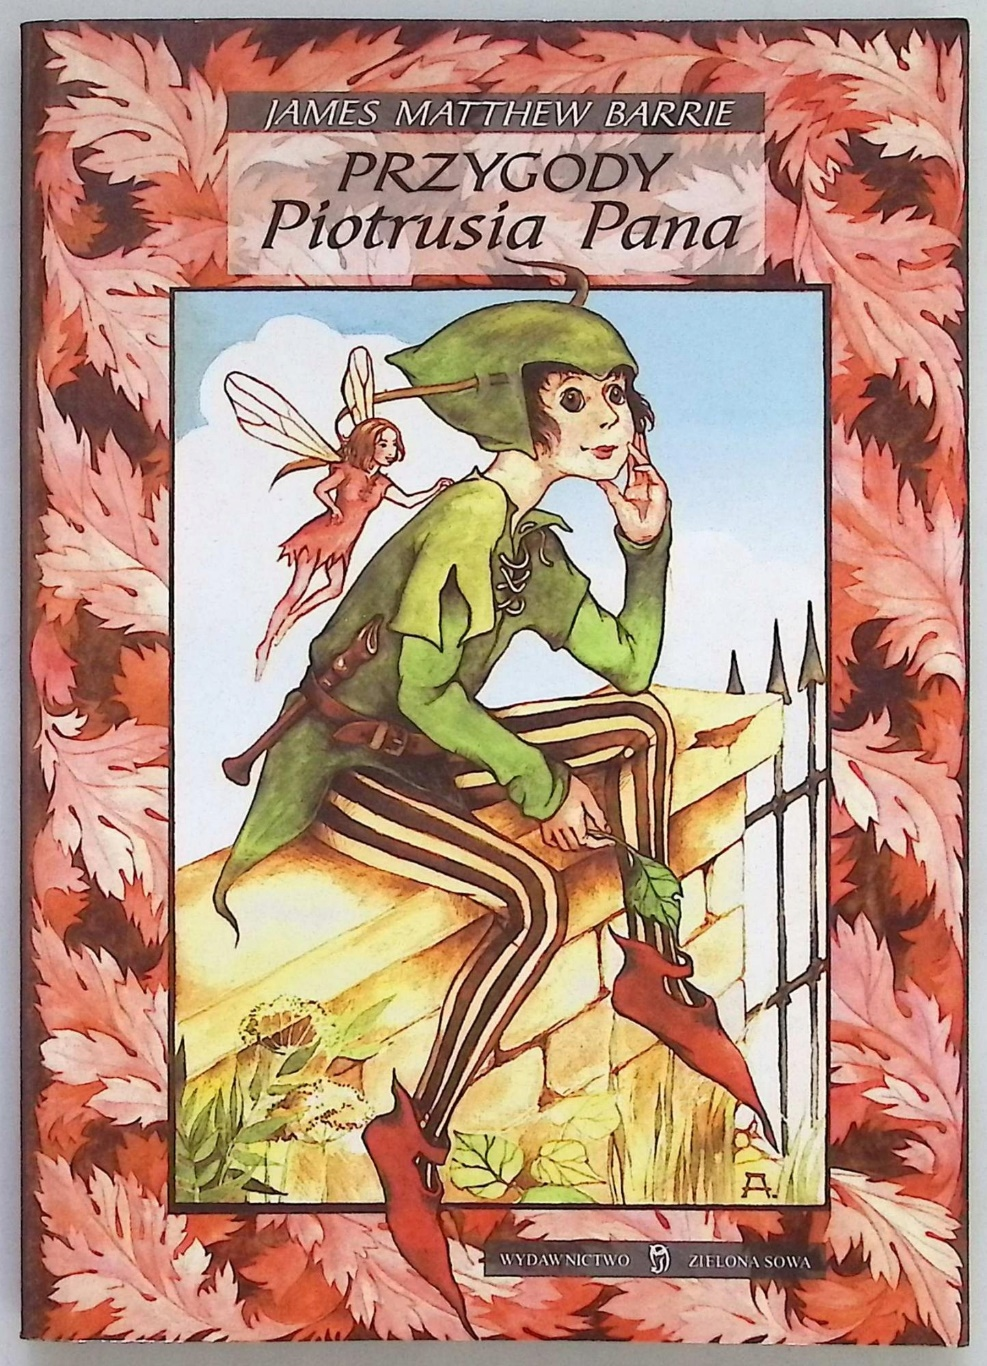 JAMES MATTHEW BARRIE
PRZYGODY
Piotrusia Pana
A.
WYDAWNICTWO ZIELONA SOWA